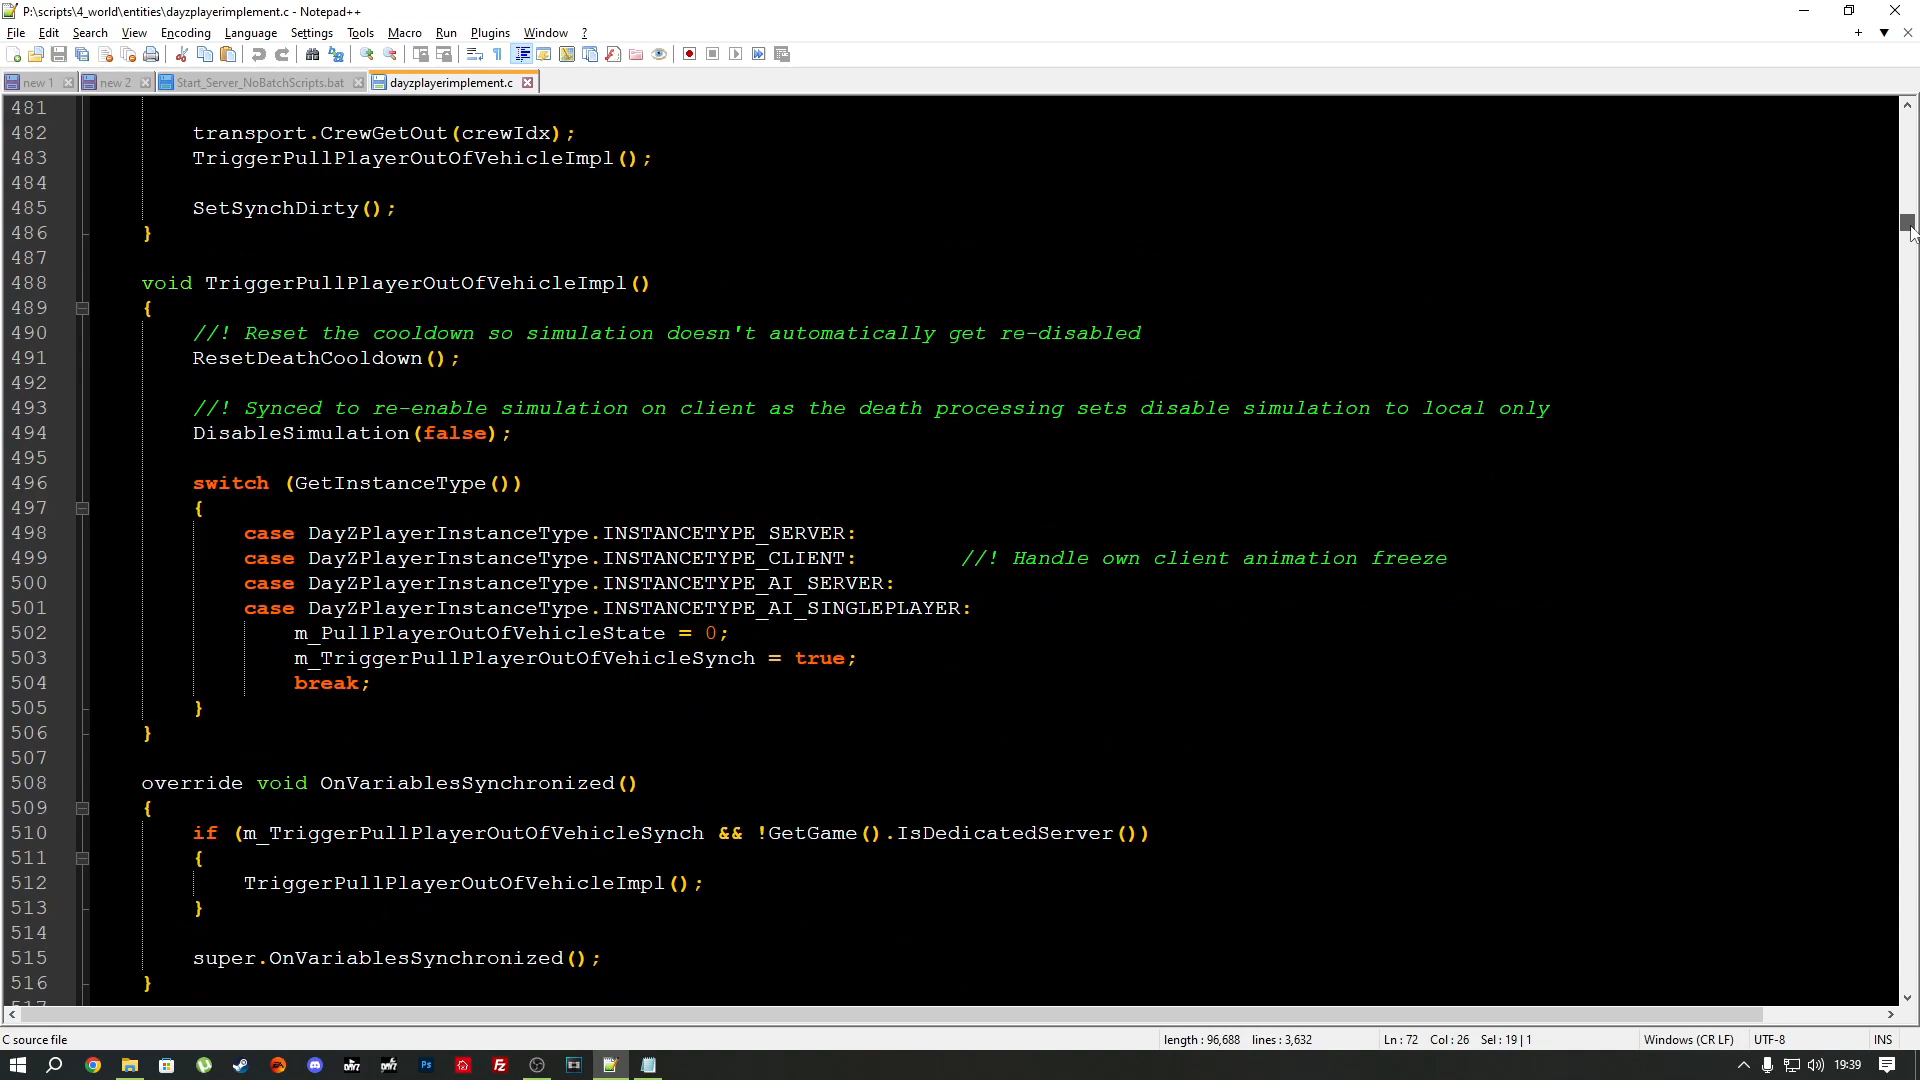 P:\scripts\4_world\entities\dayzplayerimplement.c - Notepad++
File Edit Search View Encoding Language Settings Tools Macro Run Plugins Window ?
new 1 new 2 Start_Server_NoBatchScripts.bat dayzplayerimplement.c
481
482 transport.CrewGetOut(crewIdx);
483 TriggerPullPlayerOutOfVehicleImpl();
484
485 SetSynchDirty();
486 }
487
488 void TriggerPullPlayerOutOfVehicleImpl()
489 {
490 //! Reset the cooldown so simulation doesn't automatically get re-disabled
491 ResetDeathCooldown();
492
493 //! Synced to re-enable simulation on client as the death processing sets disable simulation to local only
494 DisableSimulation(false);
495
496 switch (GetInstanceType())
497 {
498 case DayZPlayerInstanceType.INSTANCETYPE_SERVER:
499 case DayZPlayerInstanceType.INSTANCETYPE_CLIENT: //! Handle own client animation freeze
500 case DayZPlayerInstanceType.INSTANCETYPE_AI_SERVER:
501 case DayZPlayerInstanceType.INSTANCETYPE_AI_SINGLEPLAYER:
502 m_PullPlayerOutOfVehicleState = 0;
503 m_TriggerPullPlayerOutOfVehicleSynch = true;
504 break;
505 }
506 }
507
508 override void OnVariablesSynchronized()
509 {
510 if (m_TriggerPullPlayerOutOfVehicleSynch && !GetGame().IsDedicatedServer())
511 {
512 TriggerPullPlayerOutOfVehicleImpl();
513 }
514
515 super.OnVariablesSynchronized();
516 }
517
C source file length : 96,688 lines : 3,632 Ln : 72 Col : 26 Sel : 19 | 1 Windows (CR LF) UTF-8 INS
Ps Fz 19:39